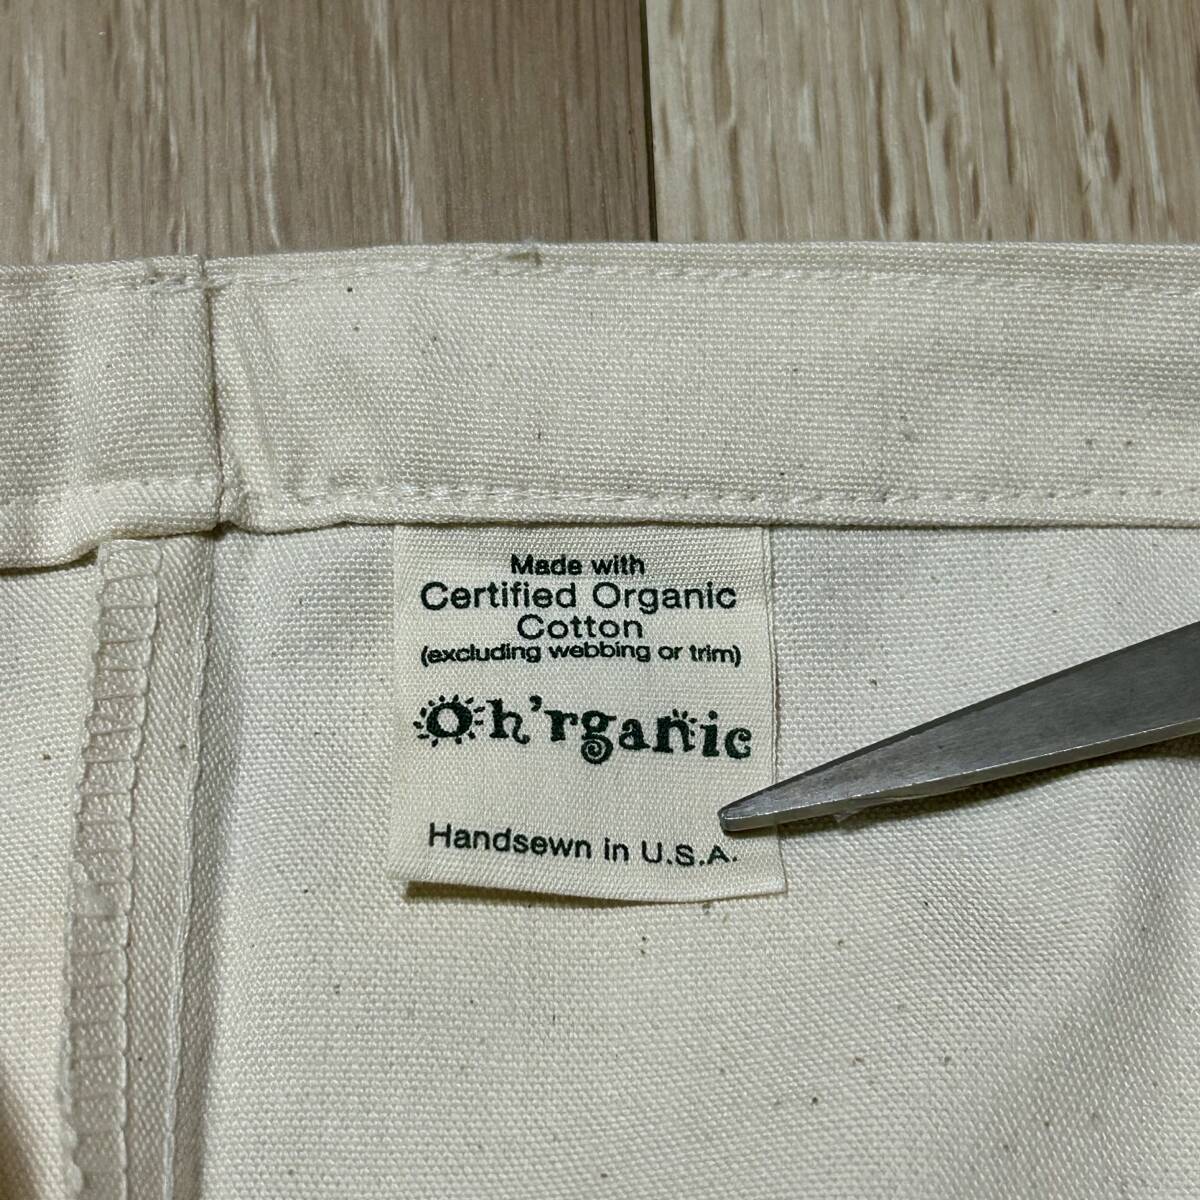 Made with
Certified Organic
Cotton
(excluding webbing or trim)
Oh'rganic
Handsewn in U.S.A.